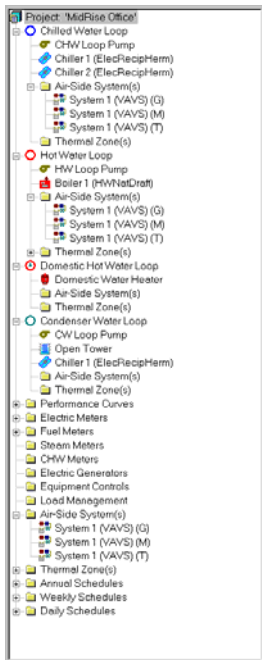 Project: 'MidRise Office'
Chilled Water Loop
CHW Loop Pump
Chiller 1 (ElecRecipHerm)
Chiller 2 (ElecRecipHerm)
Air-Side System(s)
System 1 (VAVS) (G)
System 1 (VAVS) (M)
System 1 (VAVS) (T)
Thermal Zone(s)
Hot Water Loop
HW Loop Pump
Boiler 1 (HWNatDraft)
Air-Side System(s)
System 1 (VAVS) (G)
System 1 (VAVS) (M)
System 1 (VAVS) (T)
Thermal Zone(s)
Domestic Hot Water Loop
Domestic Water Heater
Air-Side System(s)
Thermal Zone(s)
Condenser Water Loop
CW Loop Pump
Open Tower
Chiller 1 (ElecRecipHerm)
Air-Side System(s)
Thermal Zone(s)
Performance Curves
Electric Meters
Fuel Meters
Steam Meters
CHW Meters
Electric Generators
Equipment Controls
Load Management
Air-Side System(s)
System 1 (VAVS) (G)
System 1 (VAVS) (M)
System 1 (VAVS) (T)
Thermal Zone(s)
Annual Schedules
Weekly Schedules
Daily Schedules